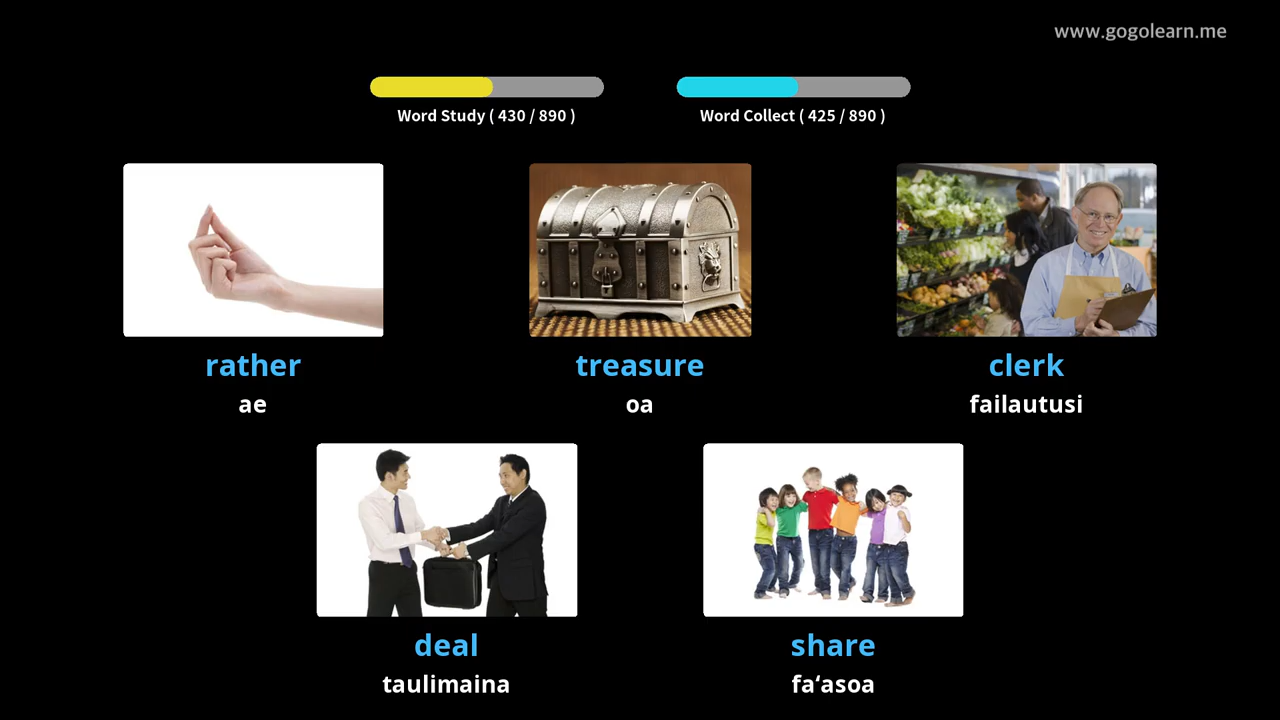 www.gogolearn.me
Word Study ( 430 / 890 )
Word Collect ( 425 / 890 )
rather
ae
treasure
oa
clerk
failautusi
deal
taulimaina
share
fa‘asoa